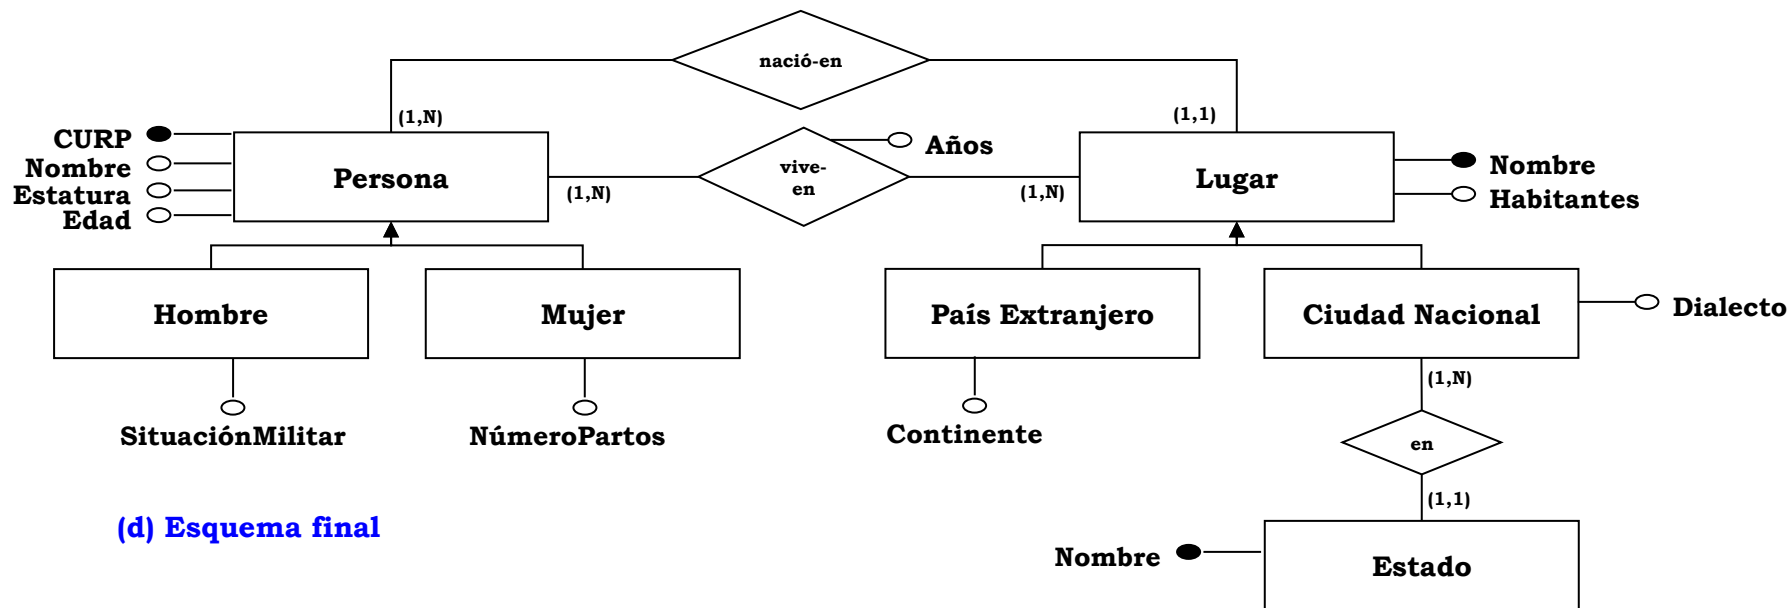 nació-en
(1,N)
(1,1)
CURP
Nombre
Estatura
Edad
Persona
(1,N)
vive-
en
Años
(1,N)
Lugar
Nombre
Habitantes
Hombre
Mujer
País Extranjero
Ciudad Nacional
Dialecto
SituaciónMilitar
NúmeroPartos
Continente
(1,N)
en
(1,1)
(d) Esquema final
Nombre
Estado